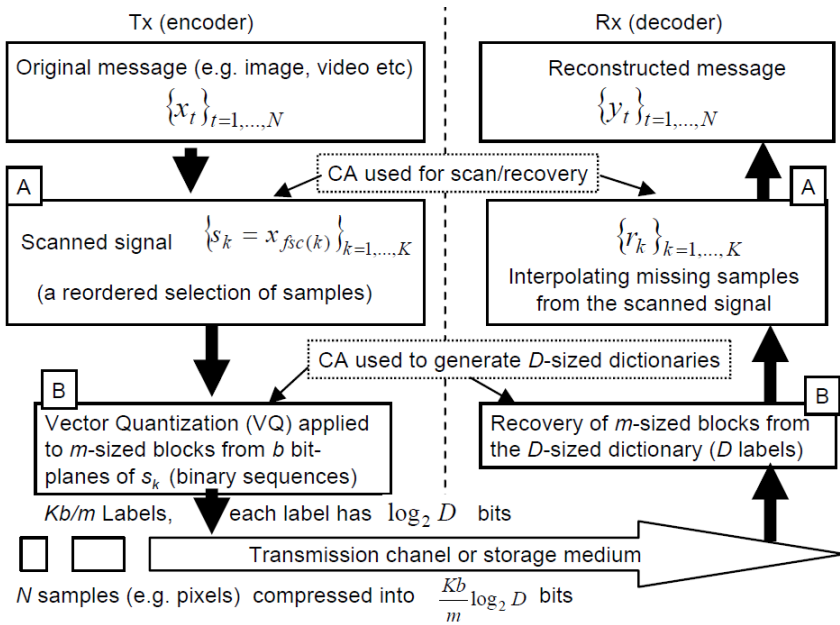 Tx (encoder)
Rx (decoder)
Original message (e.g. image, video etc)
{x_t}_{t=1,...,N}
Reconstructed message
{y_t}_{t=1,...,N}
CA used for scan/recovery
A
Scanned signal {s_k = x_{fsc(k)}}_{k=1,...,K}
(a reordered selection of samples)
A
{r_k}_{k=1,...,K}
Interpolating missing samples
from the scanned signal
CA used to generate D-sized dictionaries
B
Vector Quantization (VQ) applied
to m-sized blocks from b bit-
planes of s_k (binary sequences)
B
Recovery of m-sized blocks from
the D-sized dictionary (D labels)
Kb/m Labels, each label has log_2 D bits
Transmission chanel or storage medium
N samples (e.g. pixels) compressed into \frac{Kb}{m} log_2 D bits